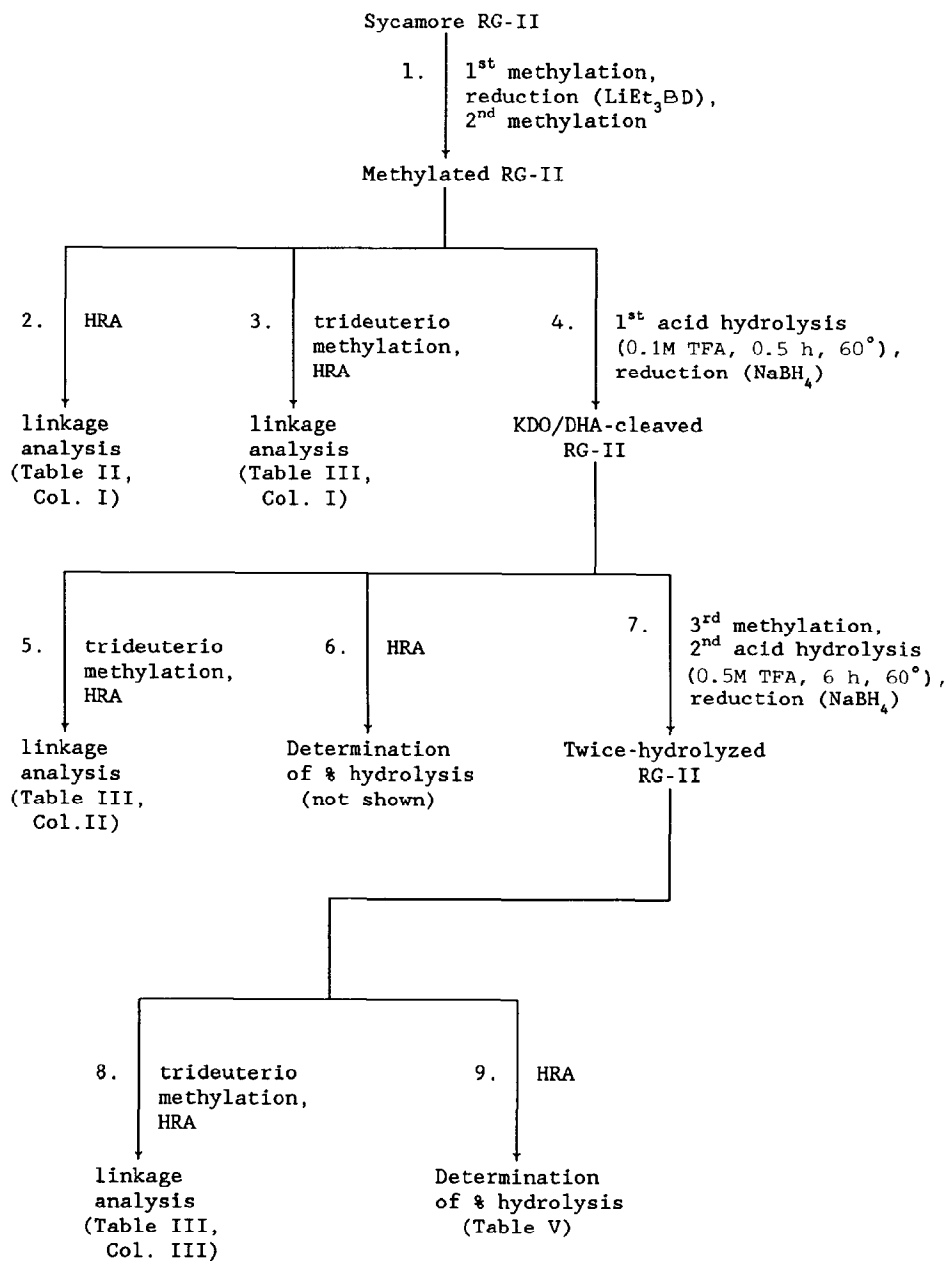 Sycamore RG-II
1. 1st methylation,
reduction (LiEt3BD),
2nd methylation
Methylated RG-II
2. HRA
linkage
analysis
(Table II,
Col. I)
3. trideuterio
methylation,
HRA
linkage
analysis
(Table III,
Col. I)
4. 1st acid hydrolysis
(0.1M TFA, 0.5 h, 60°),
reduction (NaBH4)
KDO/DHA-cleaved
RG-II
5. trideuterio
methylation,
HRA
linkage
analysis
(Table III,
Col.II)
6. HRA
Determination
of % hydrolysis
(not shown)
7. 3rd methylation,
2nd acid hydrolysis
(0.5M TFA, 6 h, 60°),
reduction (NaBH4)
Twice-hydrolyzed
RG-II
8. trideuterio
methylation,
HRA
linkage
analysis
(Table III,
Col. III)
9. HRA
Determination
of % hydrolysis
(Table V)